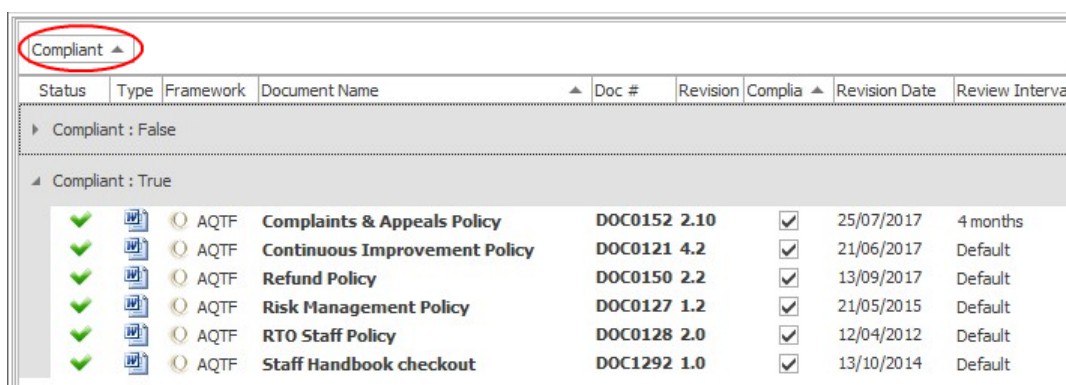 Compliant
Status Type Framework Document Name Doc # Revision Complia Revision Date Review Interva
Compliant : False
Compliant : True
AQTF Complaints & Appeals Policy DOC0152 2.10 25/07/2017 4 months
AQTF Continuous Improvement Policy DOC0121 4.2 21/06/2017 Default
AQTF Refund Policy DOC0150 2.2 13/09/2017 Default
AQTF Risk Management Policy DOC0127 1.2 21/05/2015 Default
AQTF RTO Staff Policy DOC0128 2.0 12/04/2012 Default
AQTF Staff Handbook checkout DOC1292 1.0 13/10/2014 Default